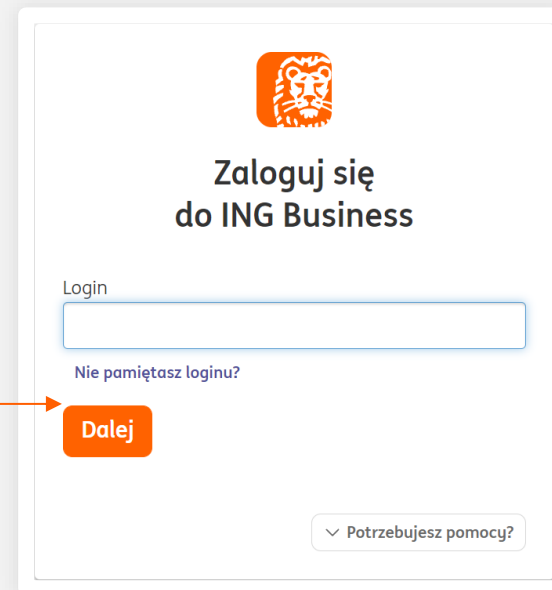 Zaloguj się
do ING Business
Login
Nie pamiętasz loginu?
Dalej
Potrzebujesz pomocy?